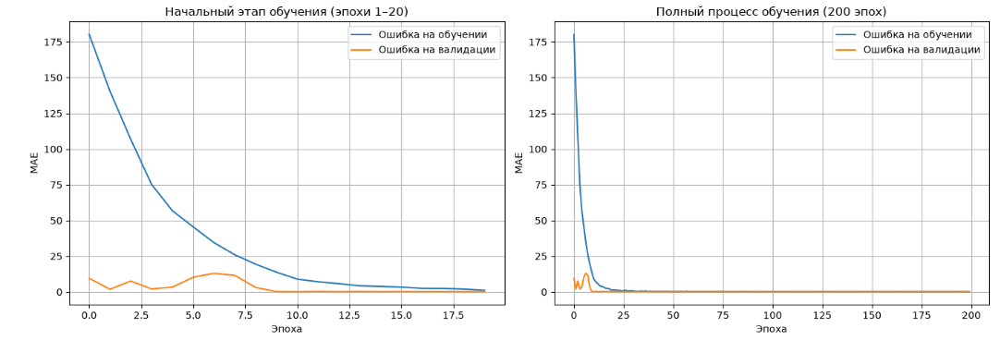 Начальный этап обучения (эпохи 1–20)
Ошибка на обучении
Ошибка на валидации
175
150
125
100
75
50
25
0
MAE
0.0 2.5 5.0 7.5 10.0 12.5 15.0 17.5
Эпоха
Полный процесс обучения (200 эпох)
Ошибка на обучении
Ошибка на валидации
175
150
125
100
75
50
25
0
MAE
0 25 50 75 100 125 150 175 200
Эпоха